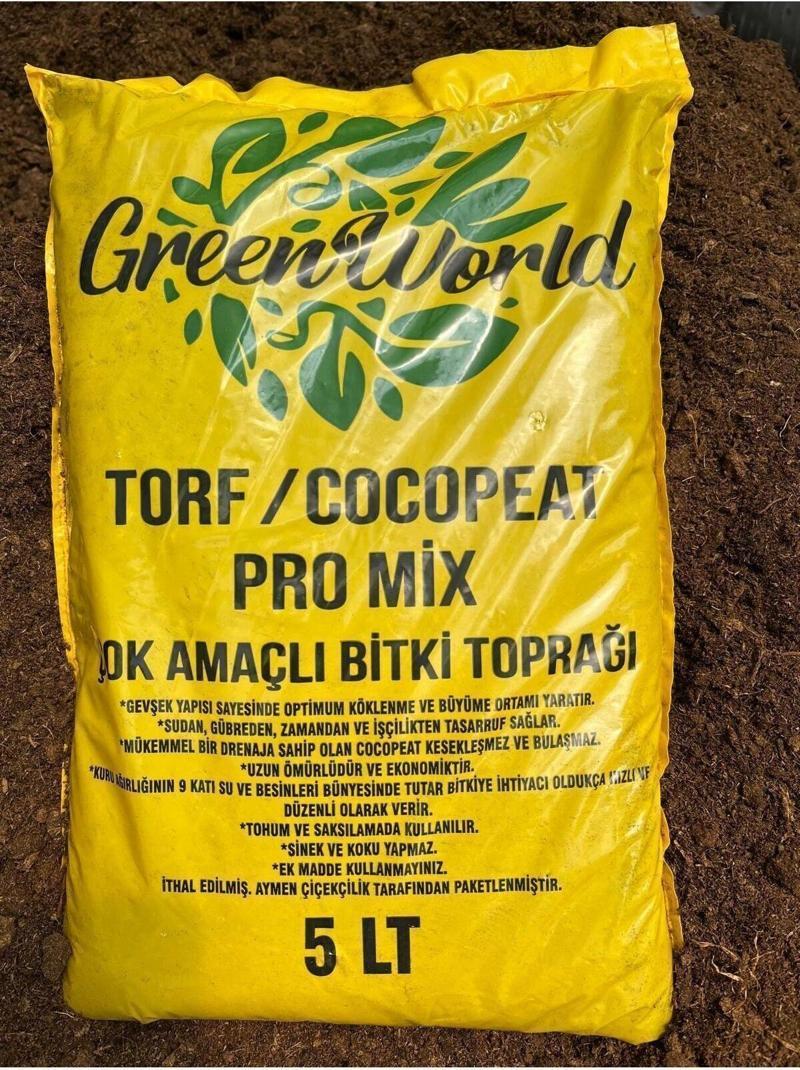 GreenWorld
TORF / COCOPEAT
PRO MİX
ÇOK AMAÇLI BİTKİ TOPRAĞI
*GEVŞEK YAPISI SAYESİNDE OPTIMUM KÖKLENME VE BÜYÜME ORTAMI YARATIR.
*SUDAN, GÜBREDEN, ZAMANDAN VE İŞÇİLİKTEN TASARRUF SAĞLAR.
*MÜKEMMEL BİR DRENAJA SAHİP OLAN COCOPEAT KESEKLEŞMEZ VE BULAŞMAZ.
*UZUN ÖMÜRLÜDÜR VE EKONOMİKTİR.
*KURU AĞIRLIĞININ 9 KATI SU VE BESİNLERİ BÜNYESİNDE TUTAR BİTKİYE İHTİYACI OLDUKÇA HIZLI VE
DÜZENLİ OLARAK VERİR.
*TOHUM VE SAKSILAMADA KULLANILIR.
*SİNEK VE KOKU YAPMAZ.
*EK MADDE KULLANMAYINIZ.
İTHAL EDİLMİŞ. AYMEN ÇİÇEKÇİLİK TARAFINDAN PAKETLENMİŞTİR.
5 LT